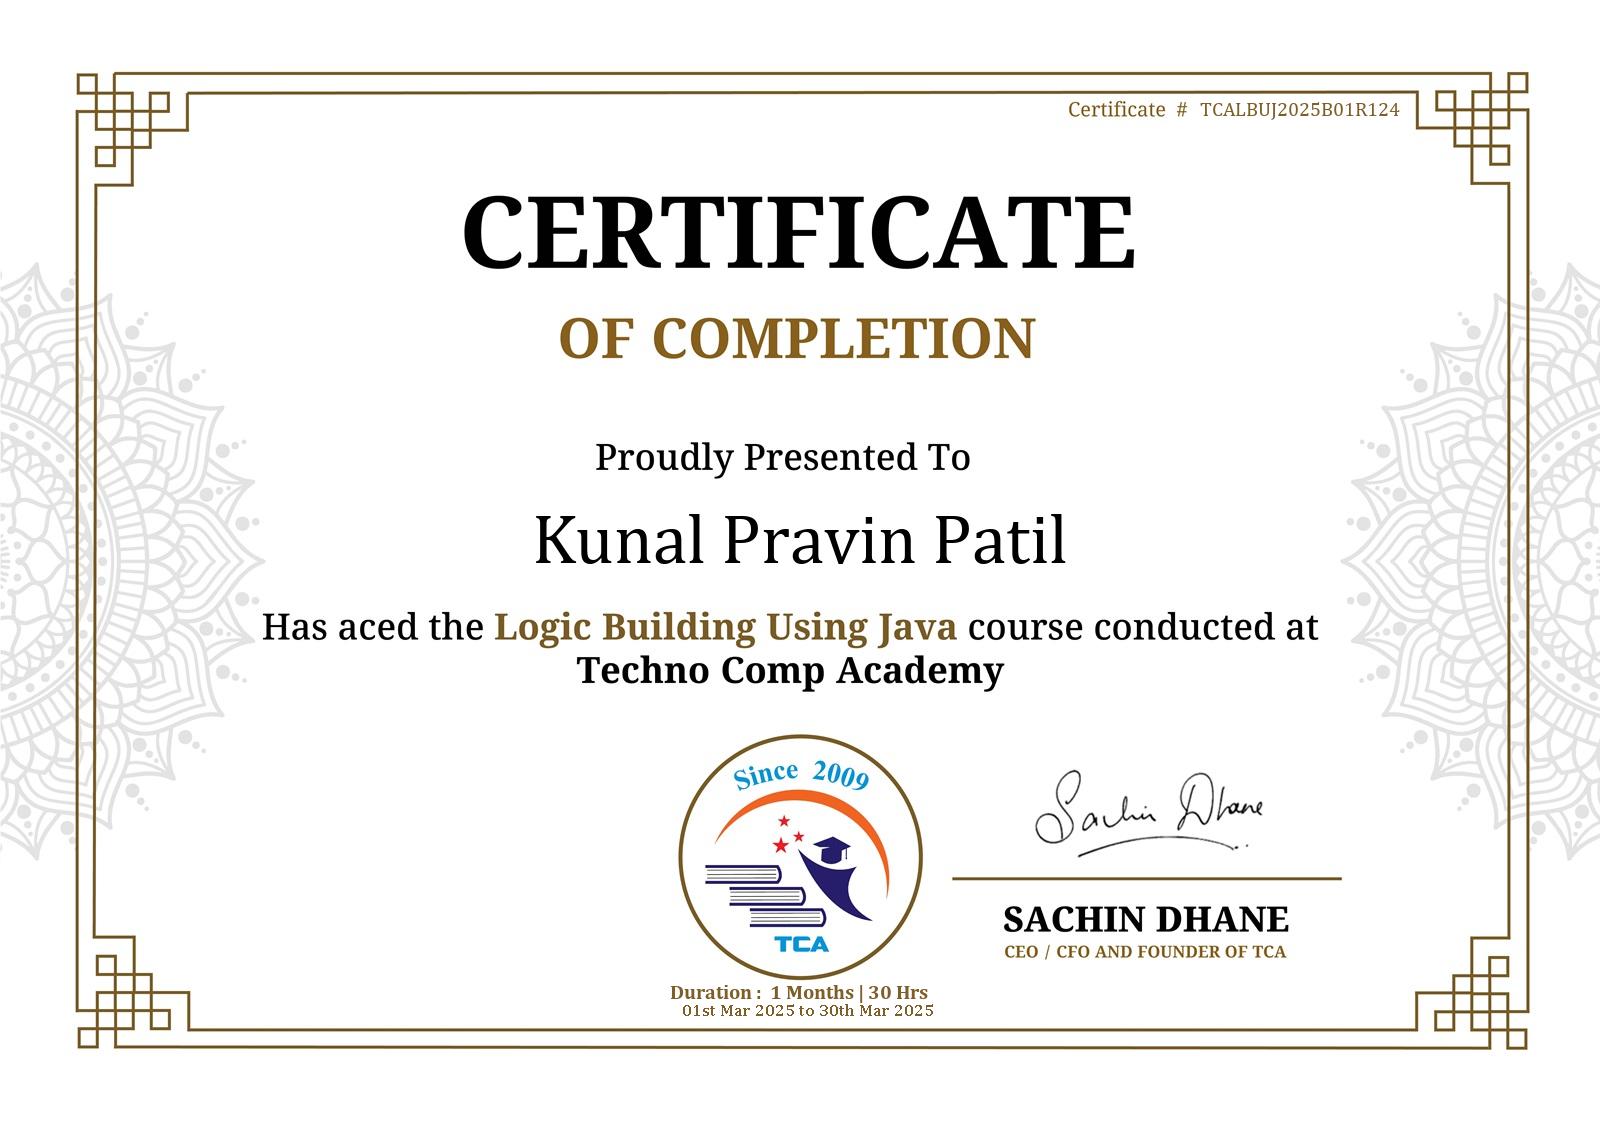 Certificate # TCALBUJ2025B01R124
CERTIFICATE
OF COMPLETION
Proudly Presented To
Kunal Pravin Patil
Has aced the Logic Building Using Java course conducted at
Techno Comp Academy
Since 2009
TCA
Sachin Dhane
SACHIN DHANE
CEO / CFO AND FOUNDER OF TCA
Duration : 1 Months | 30 Hrs
01st Mar 2025 to 30th Mar 2025